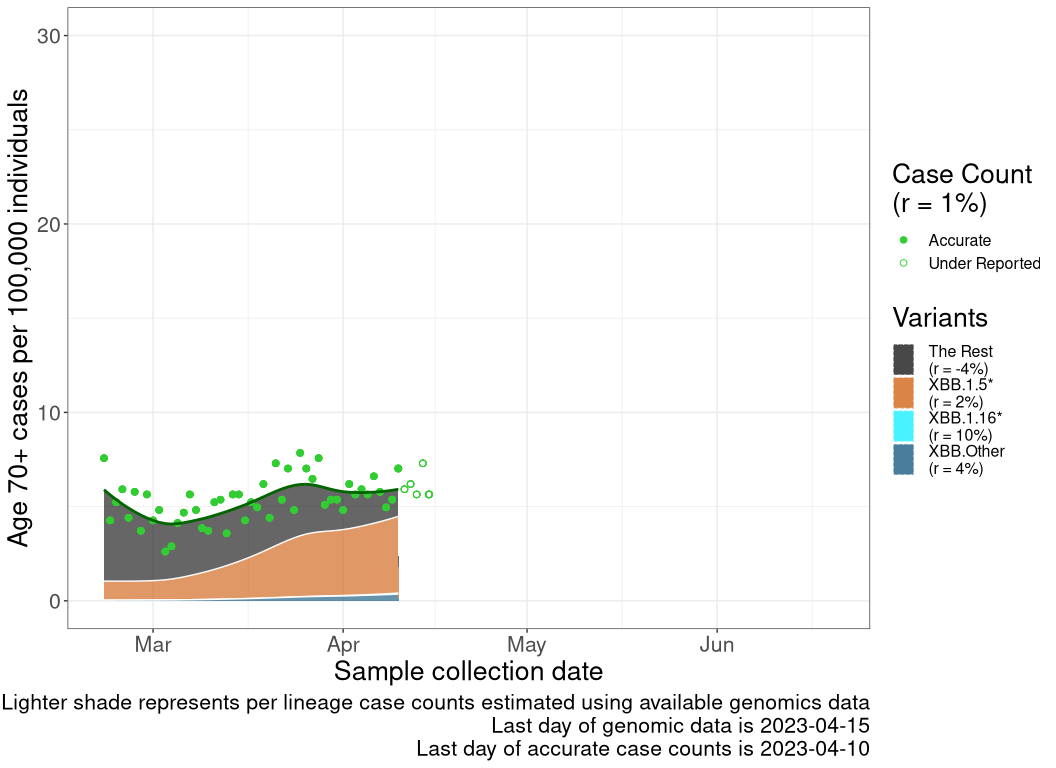 30
20
10
0
Age 70+ cases per 100,000 individuals
Mar
Apr
May
Jun
Sample collection date
Case Count
(r = 1%)
Accurate
Under Reported
Variants
The Rest
(r = -4%)
XBB.1.5*
(r = 2%)
XBB.1.16*
(r = 10%)
XBB.Other
(r = 4%)
Lighter shade represents per lineage case counts estimated using available genomics data
Last day of genomic data is 2023-04-15
Last day of accurate case counts is 2023-04-10